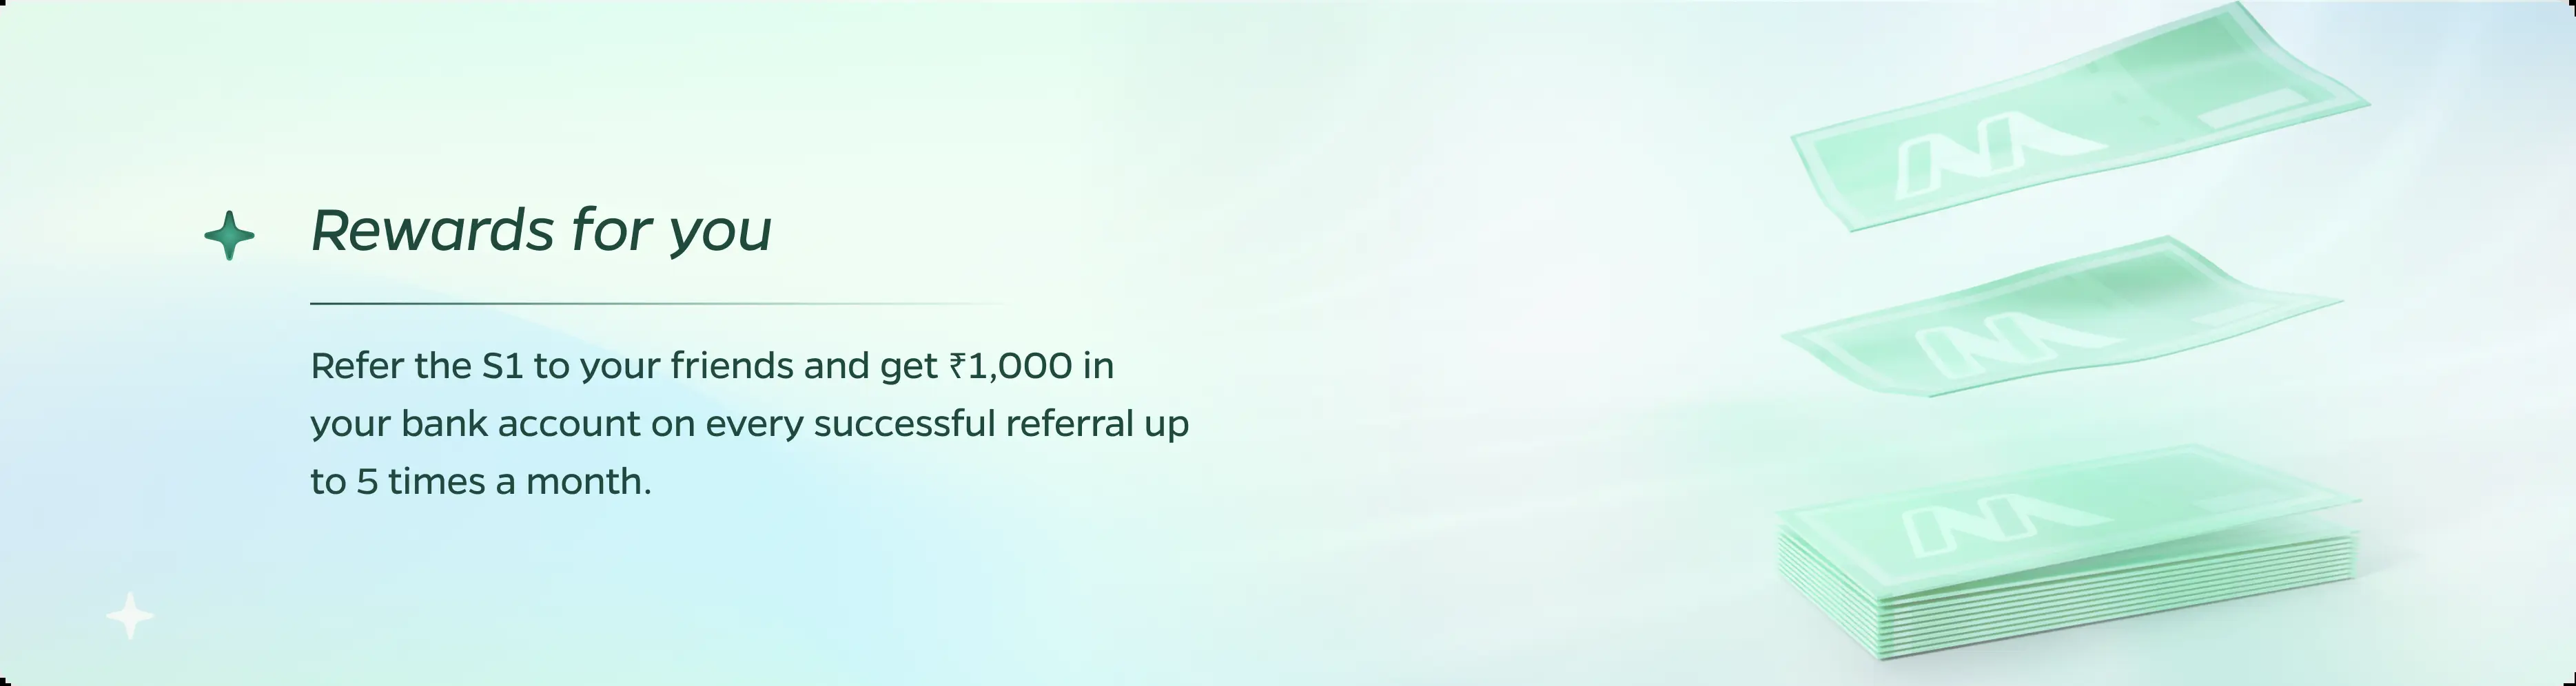 Rewards for you
Refer the S1 to your friends and get ₹1,000 in
your bank account on every successful referral up
to 5 times a month.